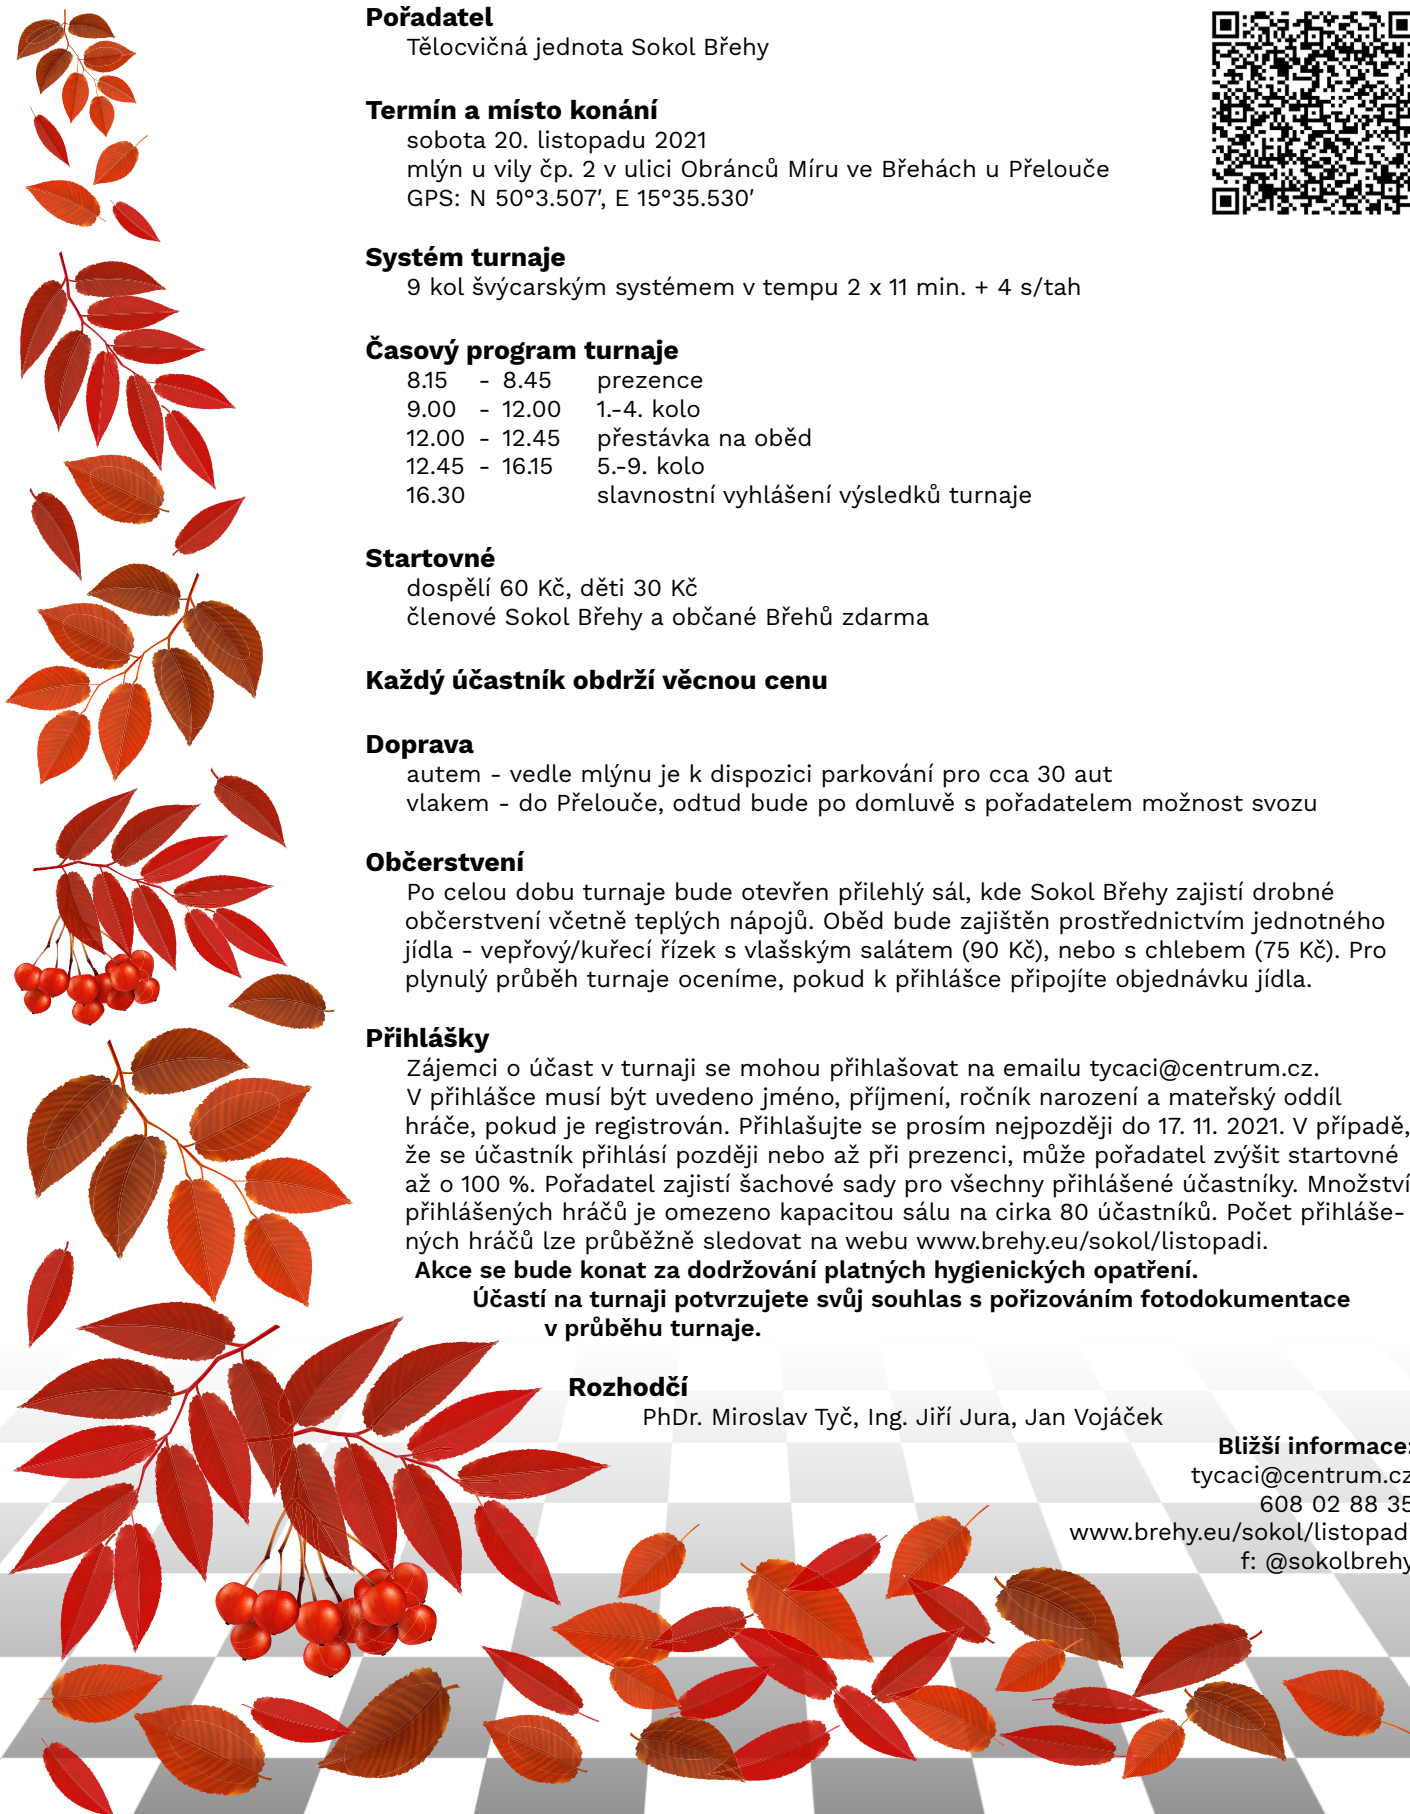 Pořadatel
Tělocvičná jednota Sokol Břehy
Termín a místo konání
sobota 20. listopadu 2021
mlýn u vily čp. 2 v ulici Obránců Míru ve Břehách u Přelouče
GPS: N 50°3.507′, E 15°35.530′
Systém turnaje
9 kol švýcarským systémem v tempu 2 x 11 min. + 4 s/tah
Časový program turnaje
8.15 - 8.45 prezence
9.00 - 12.00 1.-4. kolo
12.00 - 12.45 přestávka na oběd
12.45 - 16.15 5.-9. kolo
16.30 slavnostní vyhlášení výsledků turnaje
Startovné
dospělí 60 Kč, děti 30 Kč
členové Sokol Břehy a občané Břehů zdarma
Každý účastník obdrží věcnou cenu
Doprava
autem - vedle mlýnu je k dispozici parkování pro cca 30 aut
vlakem - do Přelouče, odtud bude po domluvě s pořadatelem možnost svozu
Občerstvení
Po celou dobu turnaje bude otevřen přilehlý sál, kde Sokol Břehy zajistí drobné
občerstvení včetně teplých nápojů. Oběd bude zajištěn prostřednictvím jednotného
jídla - vepřový/kuřecí řízek s vlašským salátem (90 Kč), nebo s chlebem (75 Kč). Pro
plynulý průběh turnaje oceníme, pokud k přihlášce připojíte objednávku jídla.
Přihlášky
Zájemci o účast v turnaji se mohou přihlašovat na emailu tycaci@centrum.cz.
V přihlášce musí být uvedeno jméno, příjmení, ročník narození a mateřský oddíl
hráče, pokud je registrován. Přihlašujte se prosím nejpozději do 17. 11. 2021. V případě,
že se účastník přihlásí později nebo až při prezenci, může pořadatel zvýšit startovné
až o 100 %. Pořadatel zajistí šachové sady pro všechny přihlášené účastníky. Množství
přihlášených hráčů je omezeno kapacitou sálu na cirka 80 účastníků. Počet přihláše-
ných hráčů lze průběžně sledovat na webu www.brehy.eu/sokol/listopadi.
Akce se bude konat za dodržování platných hygienických opatření.
Účastí na turnaji potvrzujete svůj souhlas s pořizováním fotodokumentace
v průběhu turnaje.
Rozhodčí
PhDr. Miroslav Tyč, Ing. Jiří Jura, Jan Vojáček
Bližší informace:
tycaci@centrum.cz
608 02 88 35
www.brehy.eu/sokol/listopad
f: @sokolbrehy